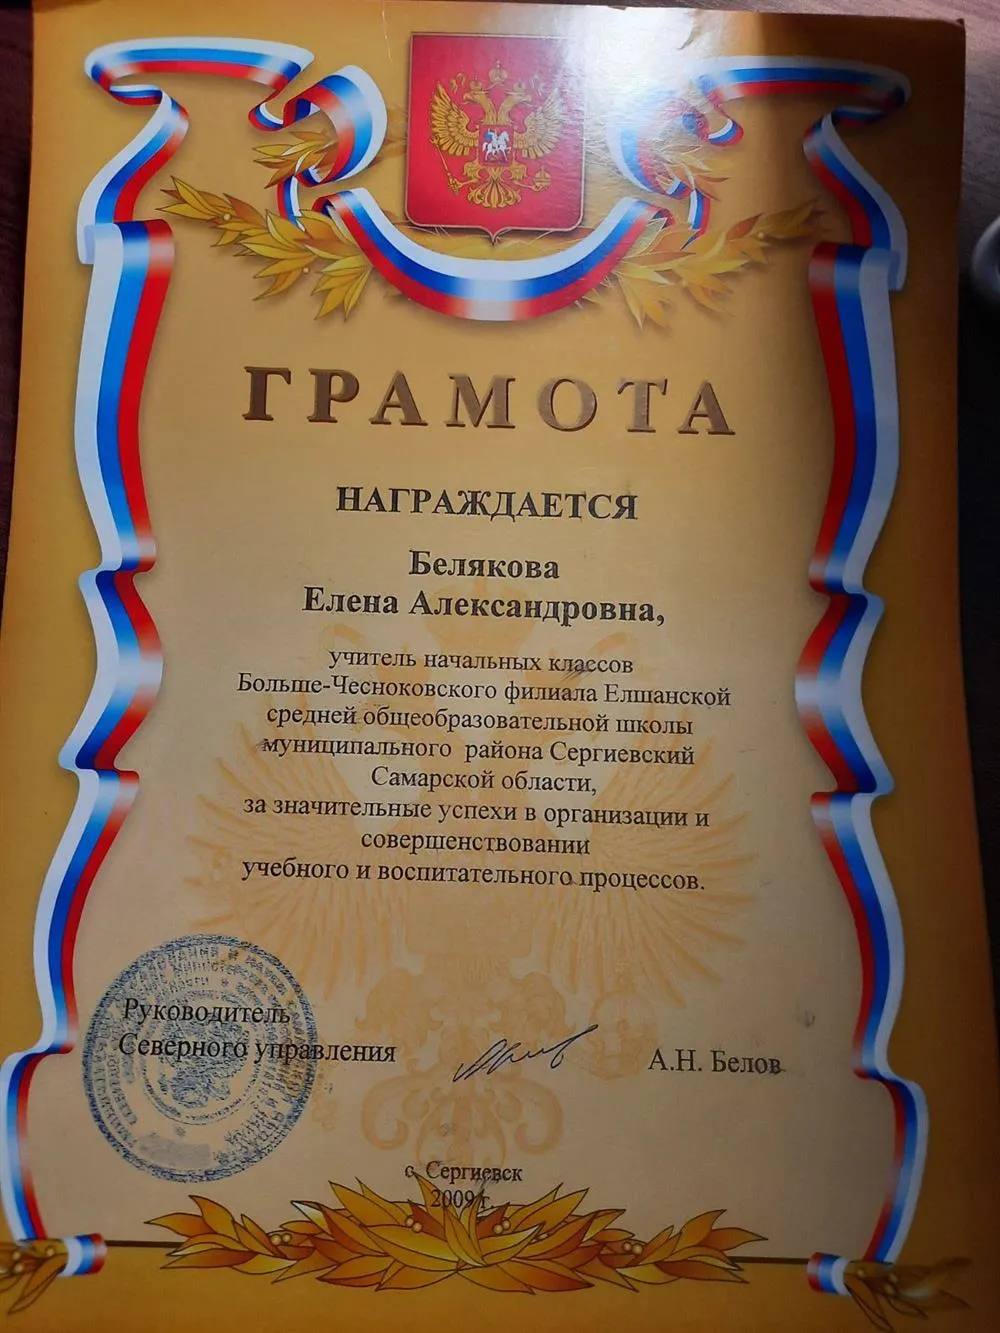 ГРАМОТА
НАГРАЖДАЕТСЯ
Белякова
Елена Александровна,
учитель начальных классов
Больше-Чесноковского филиала Елшанской
средней общеобразовательной школы
муниципального района Сергиевский
Самарской области,
за значительные успехи в организации и
совершенствовании
учебного и воспитательного процессов.
Руководитель
Северного управления
А.Н. Белов
с. Сергиевск
2009 г.